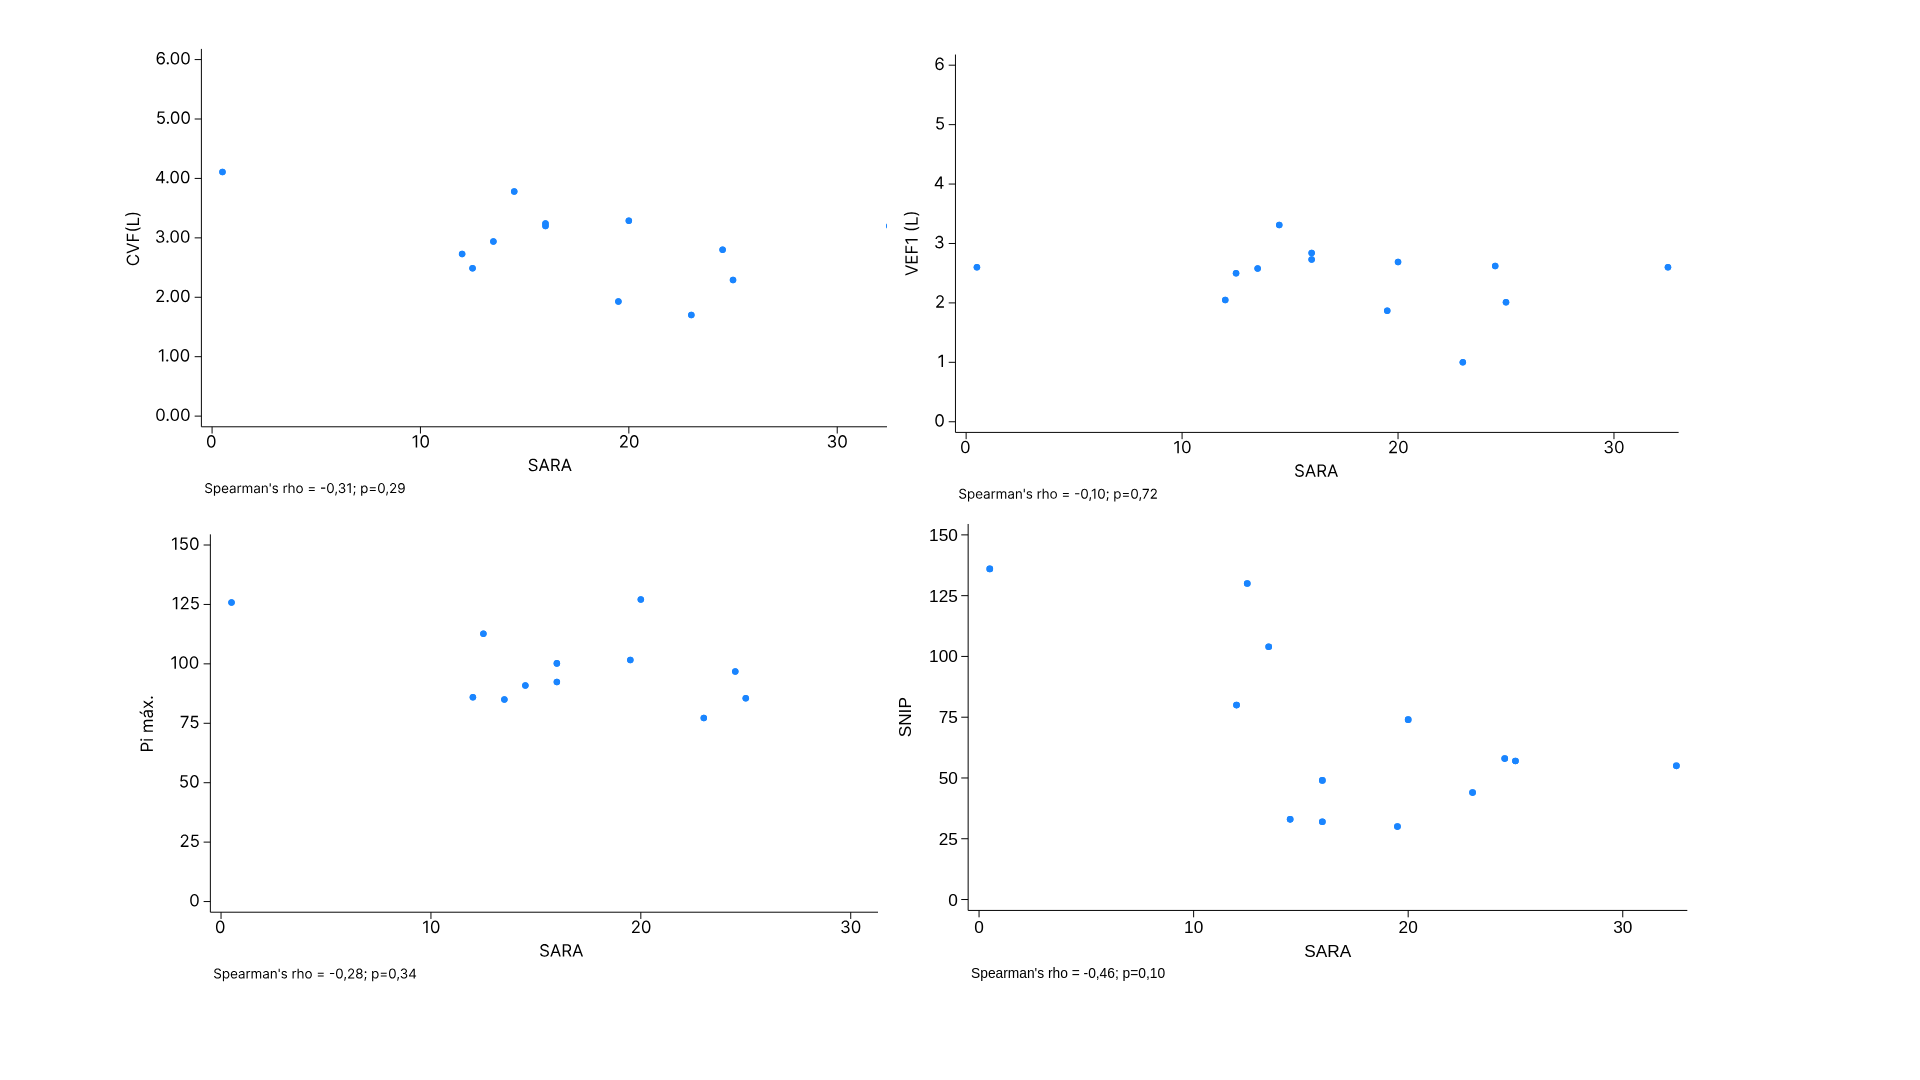 6.00
5.00
4.00
3.00
2.00
1.00
0.00
CVF(L)
0 10 20 30
SARA
Spearman's rho = -0,31; p=0,29
6
5
4
3
2
1
0
VEF1 (L)
0 10 20 30
SARA
Spearman's rho = -0,10; p=0,72
150
125
100
75
50
25
0
Pi máx.
0 10 20 30
SARA
Spearman's rho = -0,28; p=0,34
150
125
100
75
50
25
0
SNIP
0 10 20 30
SARA
Spearman's rho = -0,46; p=0,10